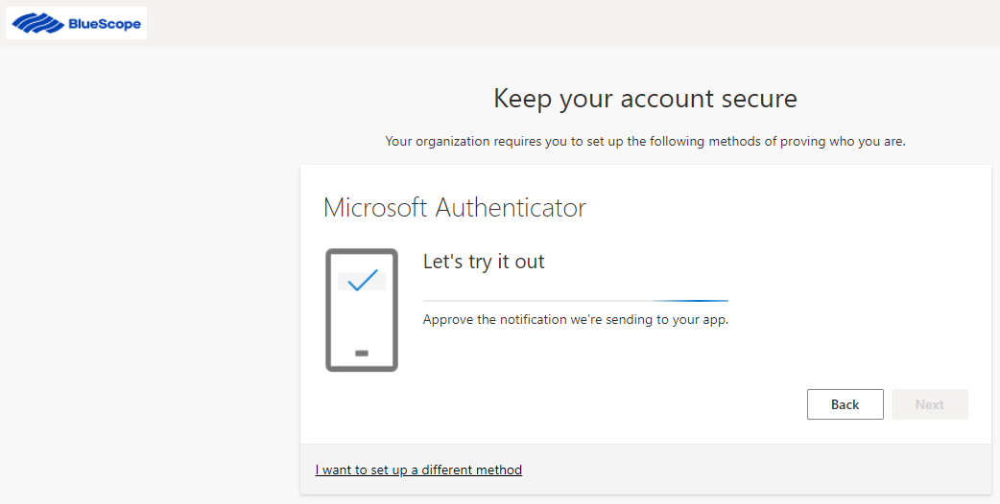 BlueScope
Keep your account secure
Your organization requires you to set up the following methods of proving who you are.
Microsoft Authenticator
Let's try it out
Approve the notification we're sending to your app.
Back
Next
I want to set up a different method